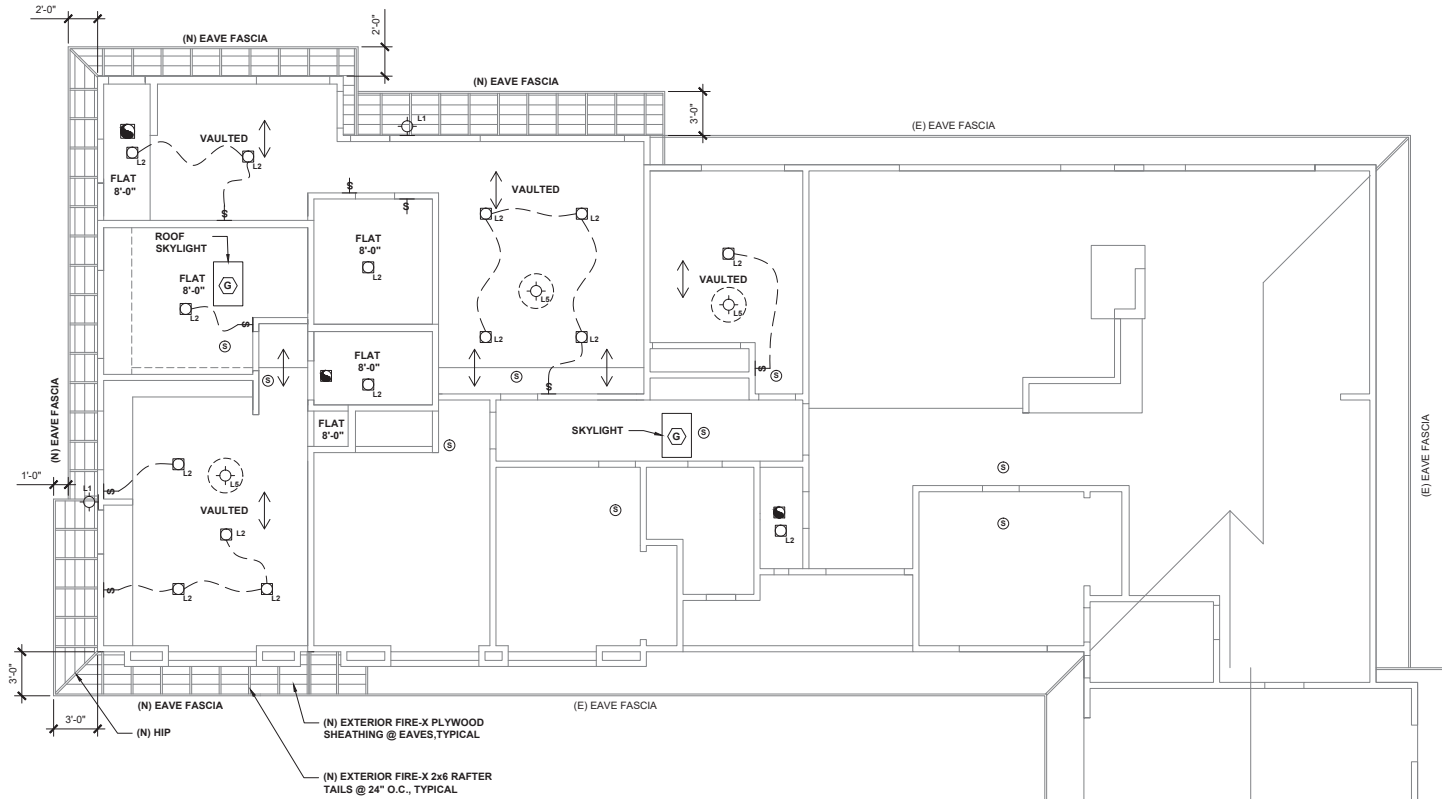 2'-0"
2'-0"
(N) EAVE FASCIA
(N) EAVE FASCIA
3'-0"
L1
(E) EAVE FASCIA
VAULTED
L2
L2
FLAT
8'-0"
S
S
S
VAULTED
L2
L2
ROOF
SKYLIGHT
FLAT
8'-0"
L2
FLAT
8'-0"
G
L2
S
S
L5
L2
L2
L2
VAULTED
L5
S
S
FLAT
8'-0"
L2
S
S
S
FLAT
8'-0"
SKYLIGHT
G
S
S
(N) EAVE FASCIA
1'-0"
L1
S
L2
L5
VAULTED
L2
S
L2
L2
S
L2
S
S
(E) EAVE FASCIA
3'-0"
3'-0"
(N) EAVE FASCIA
(E) EAVE FASCIA
(N) HIP
(N) EXTERIOR FIRE-X PLYWOOD
SHEATHING @ EAVES,TYPICAL
(N) EXTERIOR FIRE-X 2x6 RAFTER
TAILS @ 24" O.C., TYPICAL